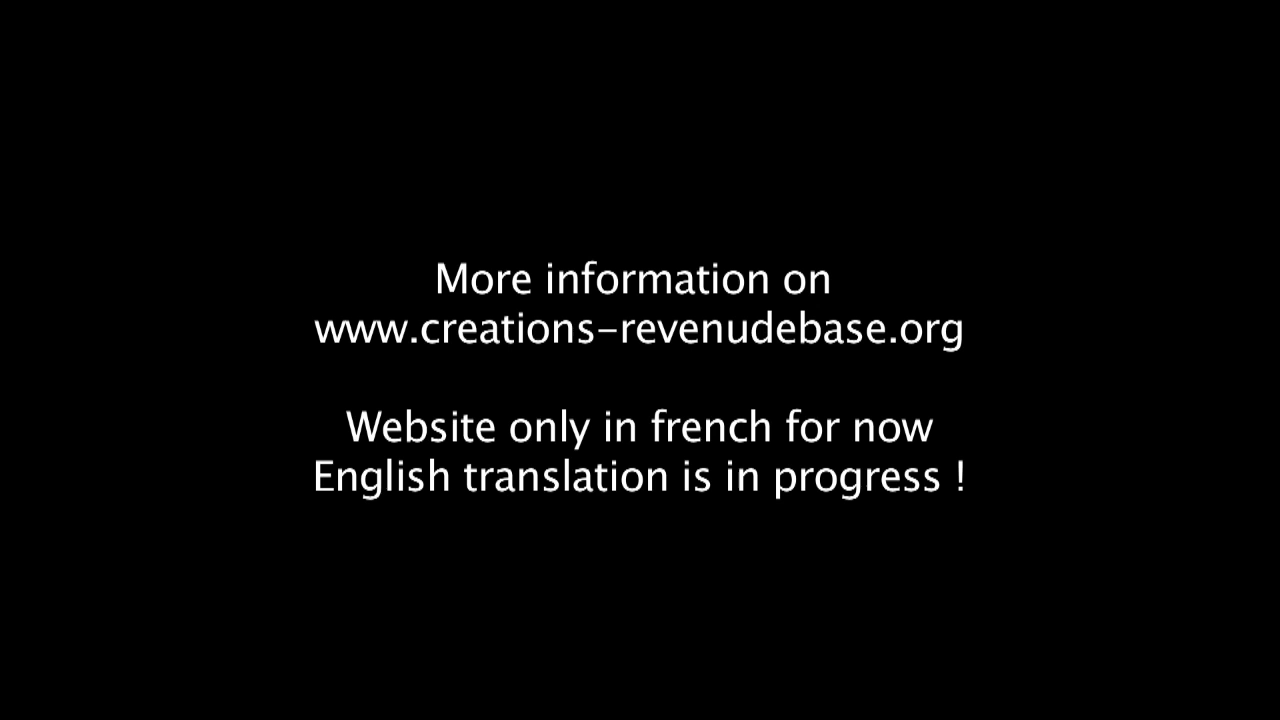 More information on
www.creations-revenudebase.org
Website only in french for now
English translation is in progress !